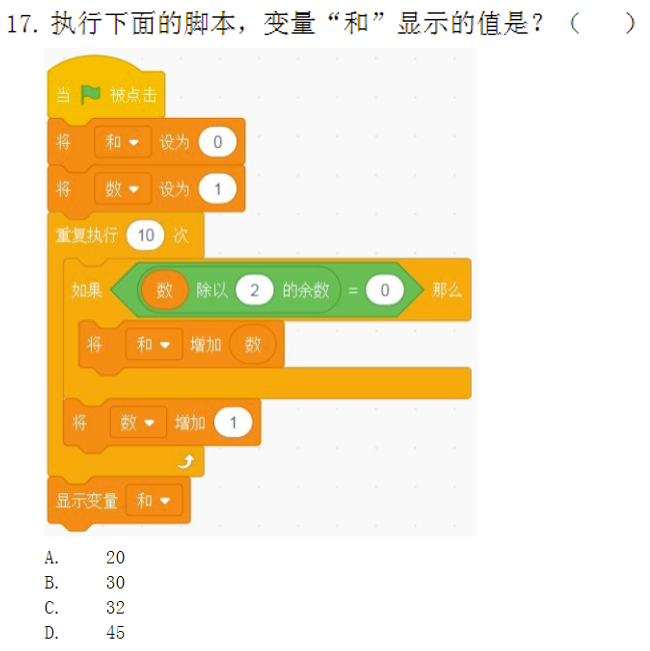 17. 执行下面的脚本，变量“和”显示的值是？（　　）
当 被点击
将 和 设为 0
将 数 设为 1
重复执行 10 次
如果 数 除以 2 的余数 = 0 那么
将 和 增加 数
将 数 增加 1
显示变量 和
A. 20
B. 30
C. 32
D. 45